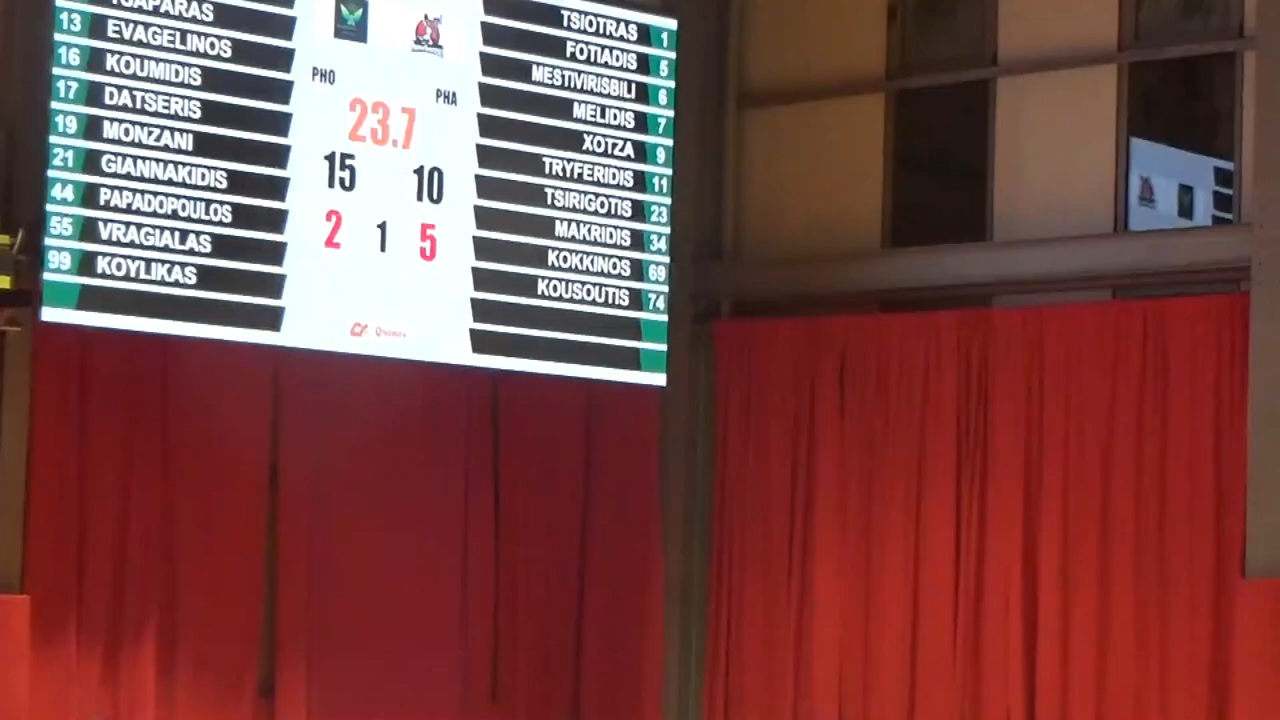 TSAPARAS
13 EVAGELINOS
16 KOUMIDIS
17 DATSERIS
19 MONZANI
21 GIANNAKIDIS
44 PAPADOPOULOS
55 VRAGIALAS
99 KOYLIKAS
PHO
PHA
23.7
15 10
2 1 5
TSIOTRAS 1
FOTIADIS 5
MESTIVIRISBILI 6
MELIDIS 7
XOTZA 9
TRYFERIDIS 11
TSIRIGOTIS 23
MAKRIDIS 34
KOKKINOS 69
KOUSOUTIS 74